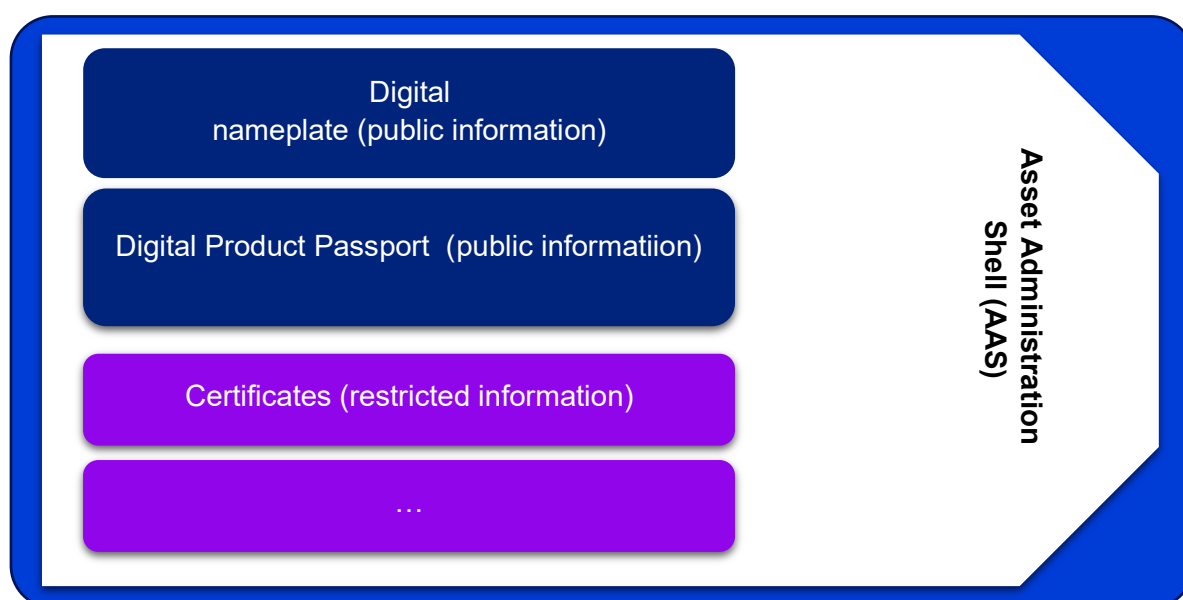 Digital
nameplate (public information)
Digital Product Passport  (public informatiion)
Certificates (restricted information)
…
Asset Administration
Shell (AAS)